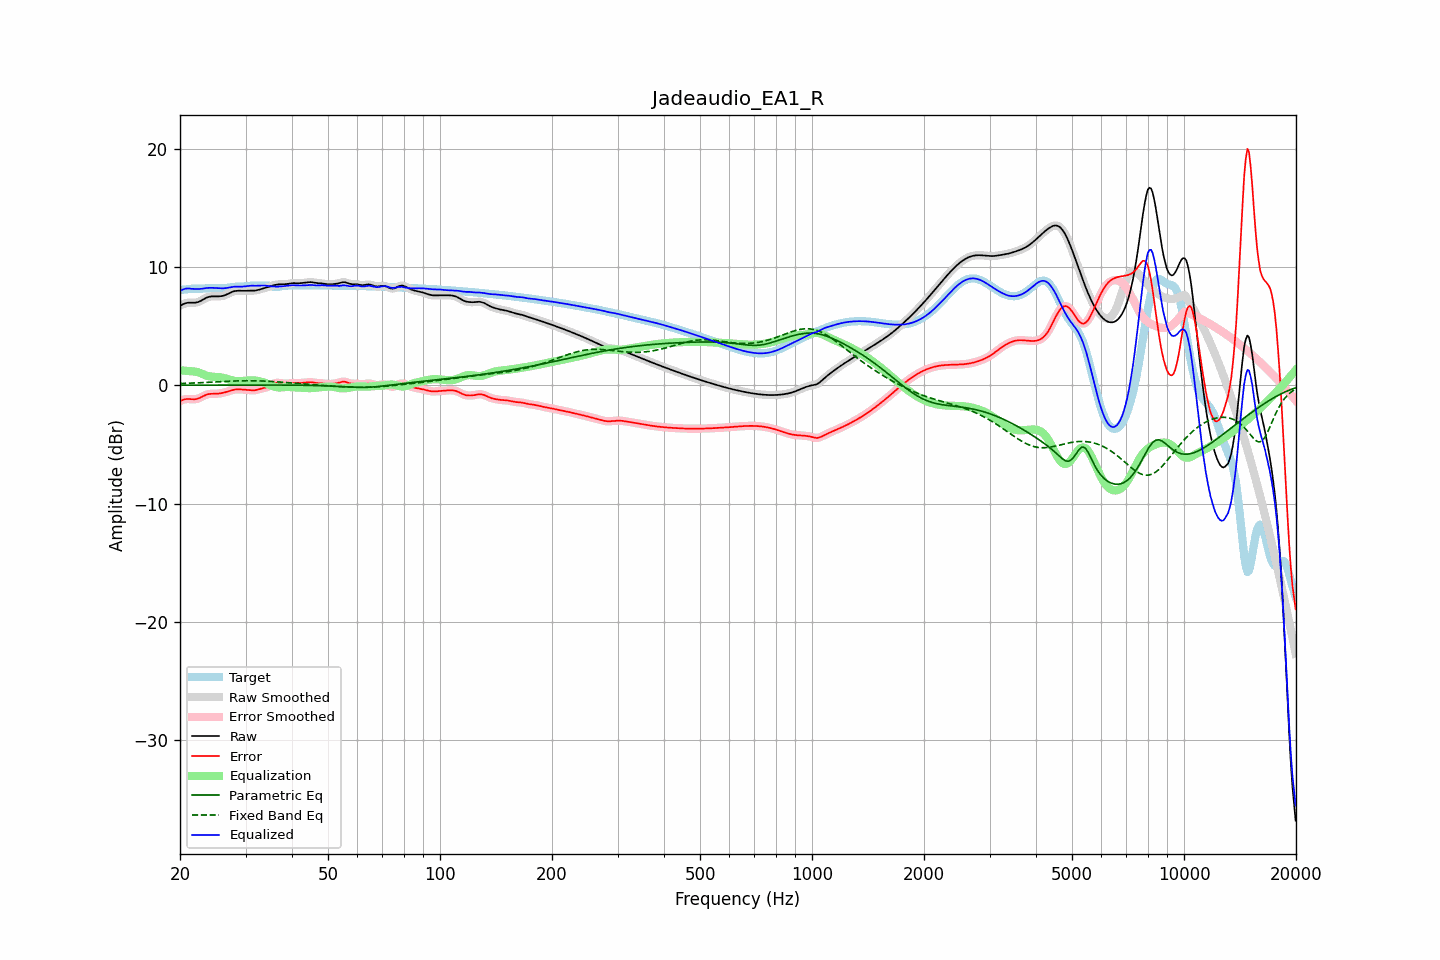 Jadeaudio_EA1_R
20
10
0
−10
−20
−30
Amplitude (dBr)
Target
Raw Smoothed
Error Smoothed
Raw
Error
Equalization
Parametric Eq
Fixed Band Eq
Equalized
20 50 100 200 500 1000 2000 5000 10000 20000
Frequency (Hz)